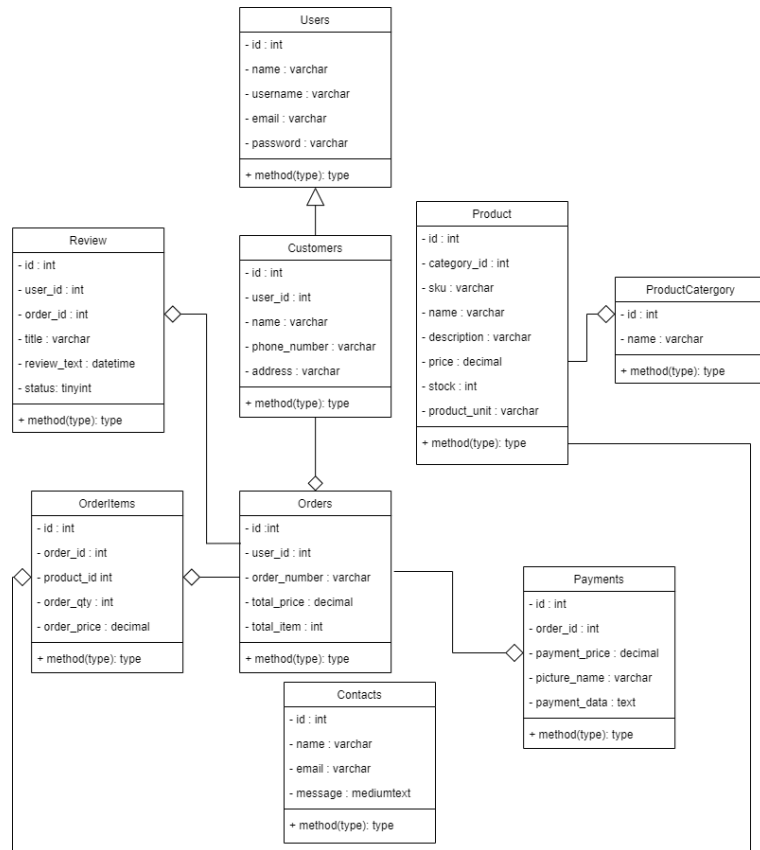 Users
- id : int
- name : varchar
- username : varchar
- email : varchar
- password : varchar
+ method(type): type
Product
- id : int
- category_id : int
- sku : varchar
- name : varchar
- description : varchar
- price : decimal
- stock : int
- product_unit : varchar
+ method(type): type
Review
- id : int
- user_id : int
- order_id : int
- title : varchar
- review_text : datetime
- status: tinyint
+ method(type): type
Customers
- id : int
- user_id : int
- name : varchar
- phone_number : varchar
- address : varchar
+ method(type): type
ProductCatergory
- id : int
- name : varchar
+ method(type): type
OrderItems
- id : int
- order_id : int
- product_id int
- order_qty : int
- order_price : decimal
+ method(type): type
Orders
- id :int
- user_id : int
- order_number : varchar
- total_price : decimal
- total_item : int
+ method(type): type
Payments
- id : int
- order_id : int
- payment_price : decimal
- picture_name : varchar
- payment_data : text
+ method(type): type
Contacts
- id : int
- name : varchar
- email : varchar
- message : mediumtext
+ method(type): type